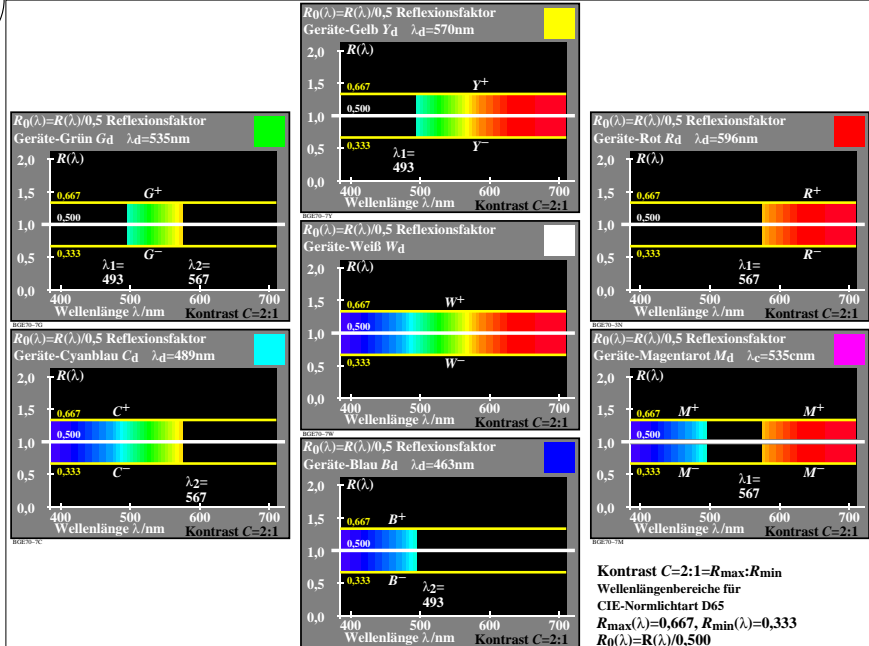 R0(λ)=R(λ)/0,5 Reflexionsfaktor
Geräte-Gelb Yd λd=570nm
2,0 R(λ)
1,5
0,667 Y+
1,0 0,500
0,333 Y−
0,5 λ1=
493
0,0
400 500 600 700
Wellenlänge λ/nm Kontrast C=2:1
BGE70-7Y
R0(λ)=R(λ)/0,5 Reflexionsfaktor
Geräte-Grün Gd λd=535nm
2,0 R(λ)
1,5
0,667 G+
1,0 0,500
0,333 G−
0,5 λ1= λ2=
493 567
0,0
400 500 600 700
Wellenlänge λ/nm Kontrast C=2:1
BGE70-7G
R0(λ)=R(λ)/0,5 Reflexionsfaktor
Geräte-Weiß Wd
2,0 R(λ)
1,5
0,667 W+
1,0 0,500
0,333 W−
0,5
0,0
400 500 600 700
Wellenlänge λ/nm Kontrast C=2:1
BGE70-7W
R0(λ)=R(λ)/0,5 Reflexionsfaktor
Geräte-Rot Rd λd=596nm
2,0 R(λ)
1,5
0,667 R+
1,0 0,500
0,333 R−
0,5 λ1=
567
0,0
400 500 600 700
Wellenlänge λ/nm Kontrast C=2:1
BGE70-3N
R0(λ)=R(λ)/0,5 Reflexionsfaktor
Geräte-Cyanblau Cd λd=489nm
2,0 R(λ)
1,5
0,667 C+
1,0 0,500
0,333 C−
0,5 λ2=
567
0,0
400 500 600 700
Wellenlänge λ/nm Kontrast C=2:1
BGE70-7C
R0(λ)=R(λ)/0,5 Reflexionsfaktor
Geräte-Blau Bd λd=463nm
2,0 R(λ)
1,5
0,667 B+
1,0 0,500
0,333 B−
0,5 λ2=
493
0,0
400 500 600 700
Wellenlänge λ/nm Kontrast C=2:1
R0(λ)=R(λ)/0,5 Reflexionsfaktor
Geräte-Magentarot Md λc=535cnm
2,0 R(λ)
1,5
0,667 M+ M+
1,0 0,500
0,333 M− M−
0,5 λ1=
567
0,0
400 500 600 700
Wellenlänge λ/nm Kontrast C=2:1
BGE70-7M
Kontrast C=2:1=Rmax:Rmin
Wellenlängenbereiche für
CIE-Normlichtart D65
Rmax(λ)=0,667, Rmin(λ)=0,333
R0(λ)=R(λ)/0,500